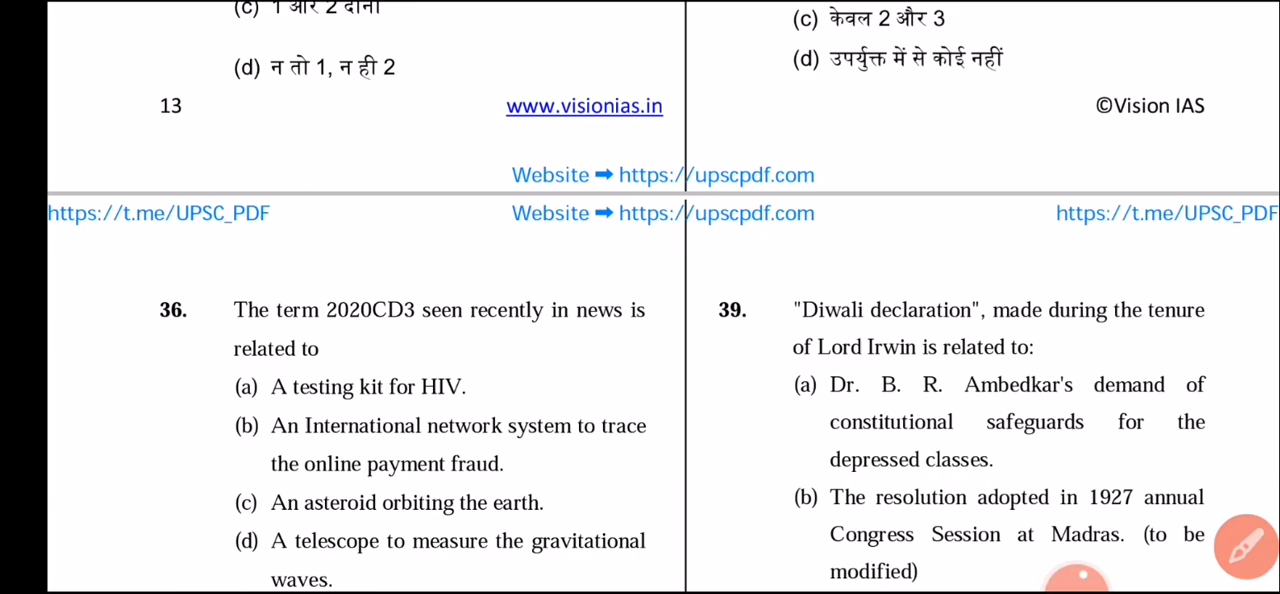 (c) 1 और 2 दोनों
(d) न तो 1, न ही 2
(c) केवल 2 और 3
(d) उपर्युक्त में से कोई नहीं
13
www.visionias.in
©Vision IAS
Website ➡ https://upscpdf.com
https://t.me/UPSC_PDF
Website ➡ https://upscpdf.com
https://t.me/UPSC_PDF
36. The term 2020CD3 seen recently in news is
related to
(a) A testing kit for HIV.
(b) An International network system to trace
the online payment fraud.
(c) An asteroid orbiting the earth.
(d) A telescope to measure the gravitational
waves.
39. "Diwali declaration", made during the tenure
of Lord Irwin is related to:
(a) Dr. B. R. Ambedkar's demand of
constitutional safeguards for the
depressed classes.
(b) The resolution adopted in 1927 annual
Congress Session at Madras. (to be
modified)